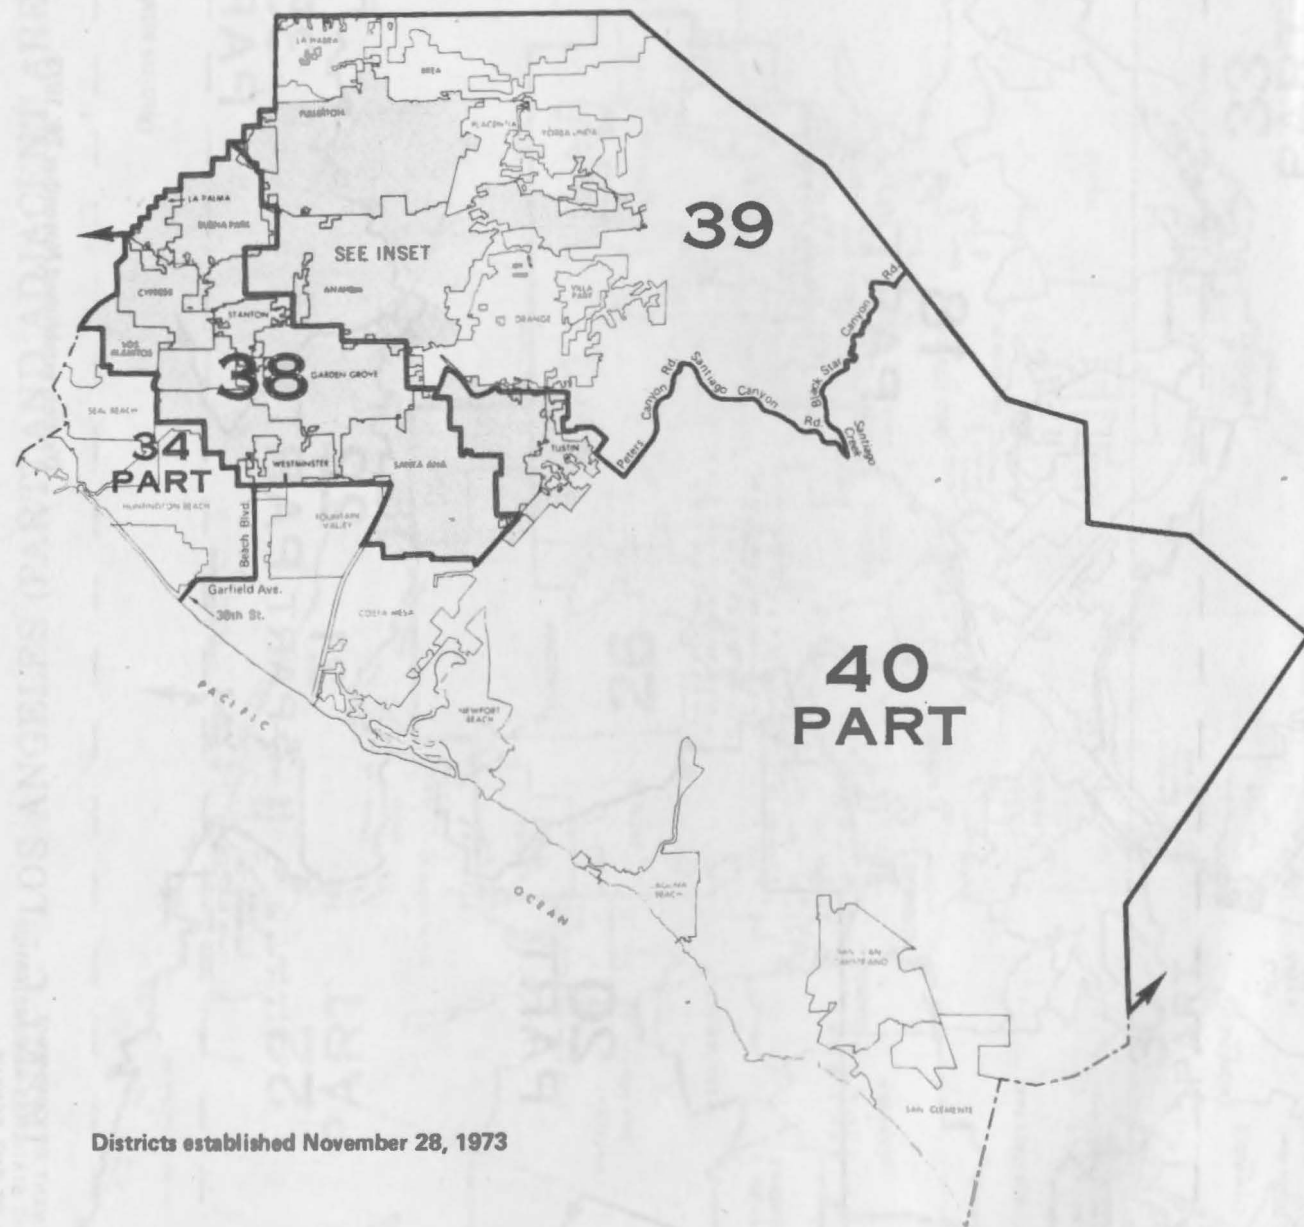 LA HABRA
BREA
FULLERTON
PLACENTIA
YORBA LINDA
39
LA PALMA
BUENA PARK
SEE INSET
ANAHEIM
VILLA
PARK
ORANGE
CYPRESS
STANTON
LOS
ALAMITOS
38
GARDEN GROVE
Black Star Canyon Rd.
Peters Canyon Rd.
Santiago Canyon Rd.
Santiago
Creek
SEAL BEACH
34
PART
WESTMINSTER
SANTA ANA
TUSTIN
HUNTINGTON BEACH
Beach Blvd.
FOUNTAIN
VALLEY
Garfield Ave.
38th St.
COSTA MESA
40
PART
PACIFIC
NEWPORT
BEACH
OCEAN
LAGUNA
BEACH
SAN JUAN
CAPISTRANO
SAN CLEMENTE
Districts established November 28, 1973